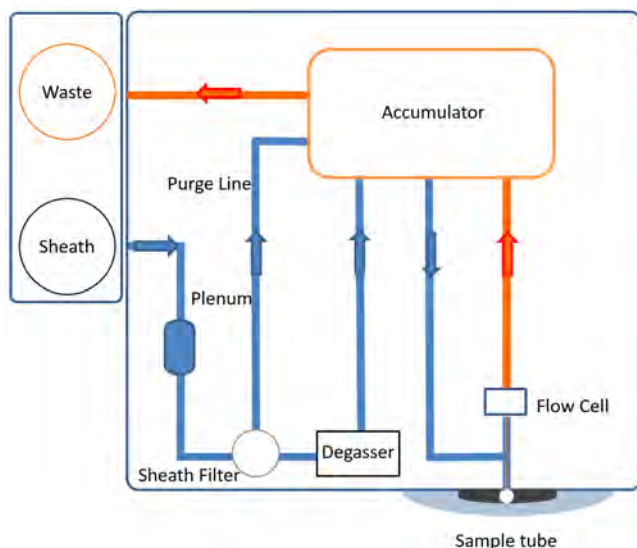 Waste
Accumulator
Purge Line
Sheath
Plenum
Flow Cell
Degasser
Sheath Filter
Sample tube